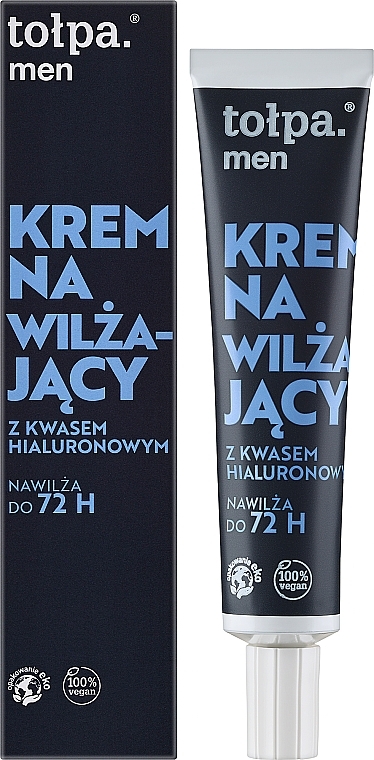 tołpa.®
men
KREM
NA
WILŻA-
JĄCY
Z KWASEM
HIALURONOWYM
NAWILŻA
DO 72 H
opakowanie eko
100%
vegan
tołpa.®
men
KREM
NA
WILŻA
JĄCY
Z KWASEM
HIALURONOWY
NAWILŻA
DO 72 H
opakowanie eko
100%
vegan